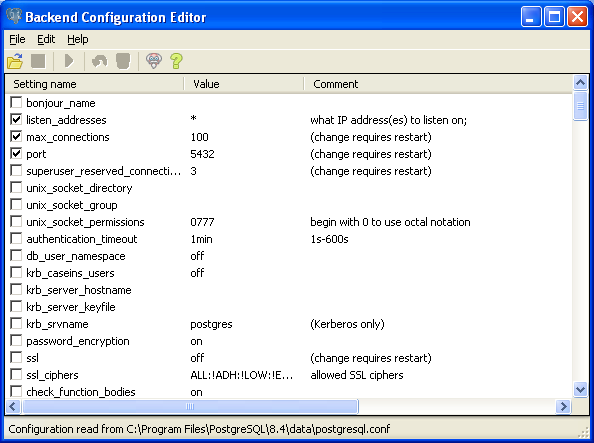 Backend Configuration Editor
File Edit Help
Setting name Value Comment
bonjour_name
listen_addresses * what IP address(es) to listen on;
max_connections 100 (change requires restart)
port 5432 (change requires restart)
superuser_reserved_connecti... 3 (change requires restart)
unix_socket_directory
unix_socket_group
unix_socket_permissions 0777 begin with 0 to use octal notation
authentication_timeout 1min 1s-600s
db_user_namespace off
krb_caseins_users off
krb_server_hostname
krb_server_keyfile
krb_srvname postgres (Kerberos only)
password_encryption on
ssl off (change requires restart)
ssl_ciphers ALL:!ADH:!LOW:!E... allowed SSL ciphers
check_function_bodies on
Configuration read from C:\Program Files\PostgreSQL\8.4\data\postgresql.conf